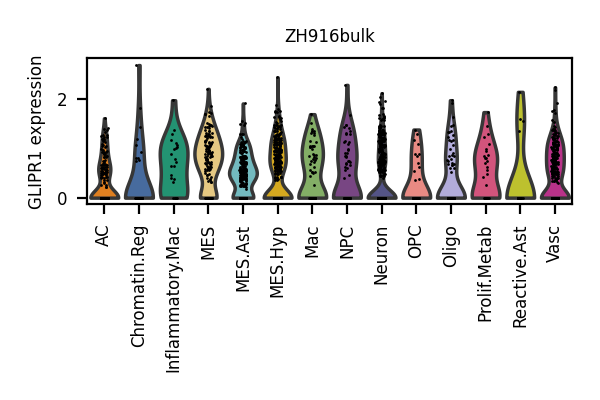 ZH916bulk
GLIPR1 expression
2
0
AC
Chromatin.Reg
Inflammatory.Mac
MES
MES.Ast
MES.Hyp
Mac
NPC
Neuron
OPC
Oligo
Prolif.Metab
Reactive.Ast
Vasc